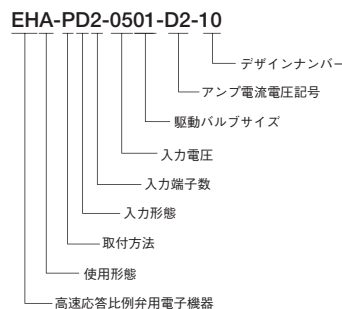 EHA-PD2-0501-D2-10
デザインナンバー
アンプ電流電圧記号
駆動バルブサイズ
入力電圧
入力端子数
入力形態
取付方法
使用形態
高速応答比例弁用電子機器